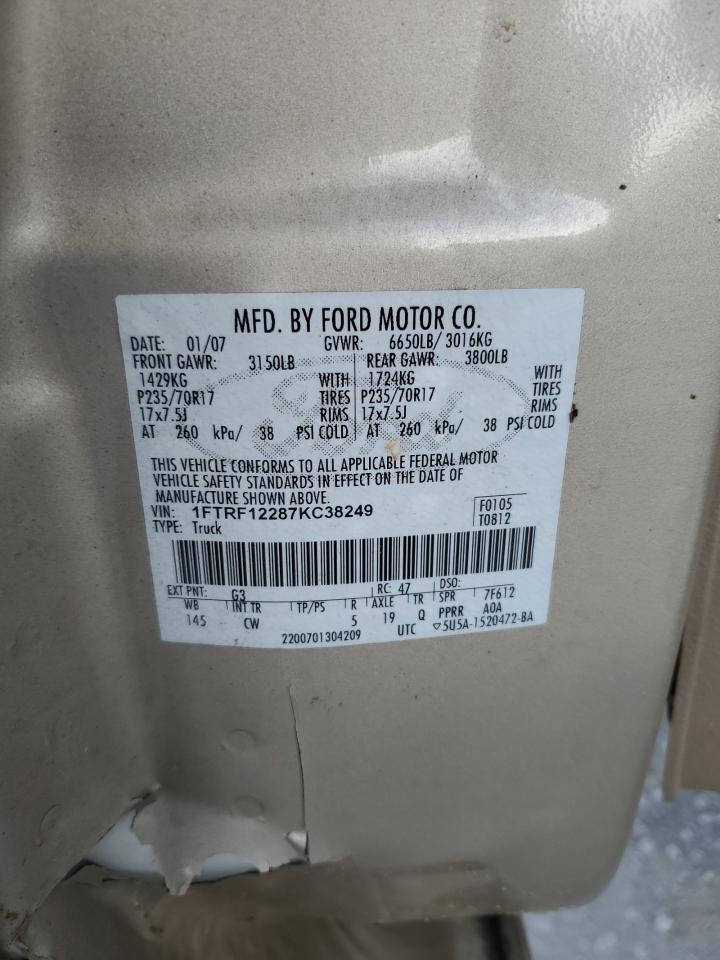 MFD. BY FORD MOTOR CO.
DATE: 01/07 GVWR: 6650LB/ 3016KG
FRONT GAWR: 3150LB REAR GAWR: 3800LB
1429KG WITH 1724KG WITH
P235/70R17 TIRES P235/70R17 TIRES
17x7.5J RIMS 17x7.5J RIMS
AT 260 kPa/ 38 PSI COLD AT 260 kPa/ 38 PSI COLD
THIS VEHICLE CONFORMS TO ALL APPLICABLE FEDERAL MOTOR
VEHICLE SAFETY STANDARDS IN EFFECT ON THE DATE OF
MANUFACTURE SHOWN ABOVE.
VIN: 1FTRF12287KC38249 F0105
TYPE: Truck T0812
EXT PNT: G3 RC: 47 DSO:
WB INT TR TP/PS R AXLE TR SPR 7F612
145 CW 5 19 Q PPRR A0A
2200701304209 UTC ▽5U5A-1520472-BA